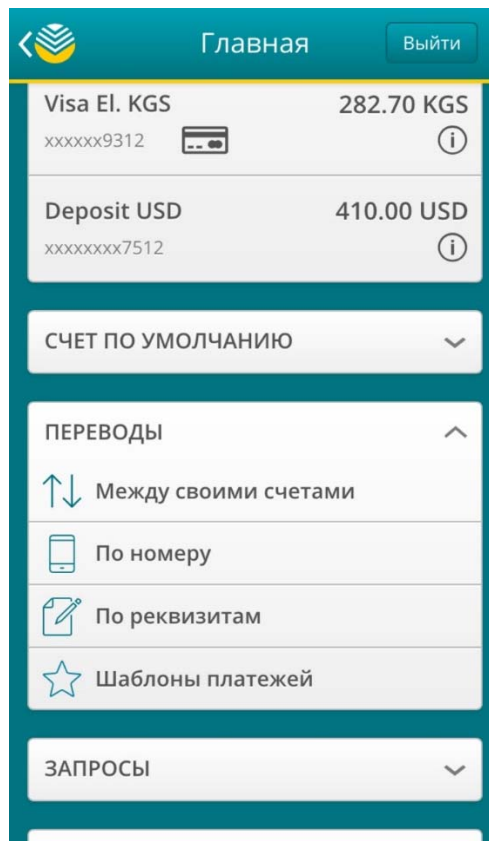 Главная
Выйти
Visa El. KGS 282.70 KGS
xxxxxx9312
Deposit USD 410.00 USD
xxxxxxxx7512
СЧЕТ ПО УМОЛЧАНИЮ
ПЕРЕВОДЫ
Между своими счетами
По номеру
По реквизитам
Шаблоны платежей
ЗАПРОСЫ